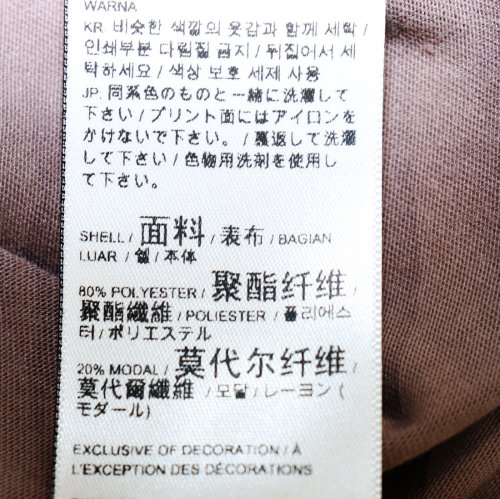 WARNA
KR. 비슷한 색깔의 옷감과 함께 세탁 /
인쇄부분 다림질 금지 / 뒤집어서 세
탁하세요 / 색상 보호 세제 사용
JP. 同系色のものと一緒に洗濯して
下さい / プリント面にはアイロンを
かけないで下さい。 / 裏返して洗濯
して下さい / 色物用洗剤を使用し
て下さい。
SHELL / 面料 / 表布 / BAGIAN
LUAR / 겉 / 本体
80% POLYESTER / 聚酯纤维 /
聚酯纖維 / POLIESTER / 폴리에스
터 / ポリエステル
20% MODAL / 莫代尔纤维 /
莫代爾纖維 / 모달 / レーヨン (
モダール)
EXCLUSIVE OF DECORATION / À
L'EXCEPTION DES DÉCORATIONS